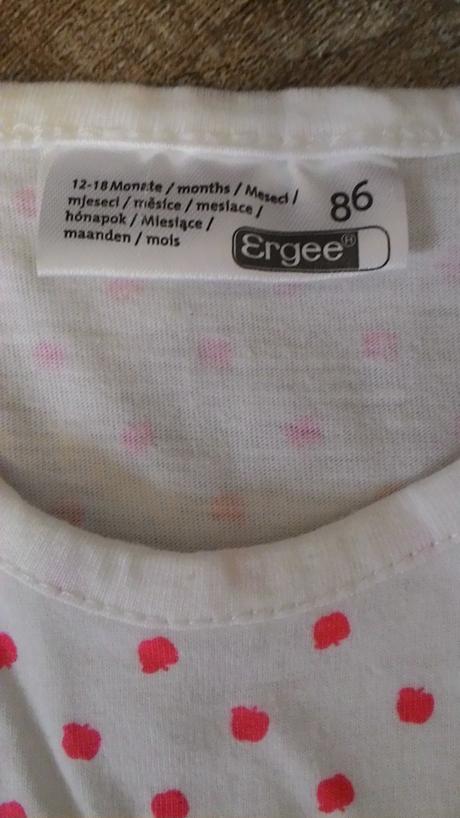 12-18 Monate / months / Meseci /
mjeseci / měsíce / mesiace /
hónapok / Miesiące /
maanden / mois
86
Ergee®